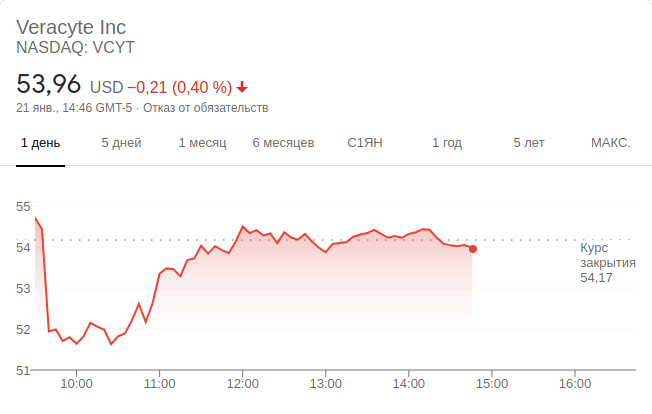 Veracyte Inc
NASDAQ: VCYT
53,96 USD −0,21 (0,40 %)
21 янв., 14:46 GMT-5 · Отказ от обязательств
1 день 5 дней 1 месяц 6 месяцев С1ЯН 1 год 5 лет МАКС.
55
54
53
52
51
Курс
закрытия
54,17
10:00 11:00 12:00 13:00 14:00 15:00 16:00